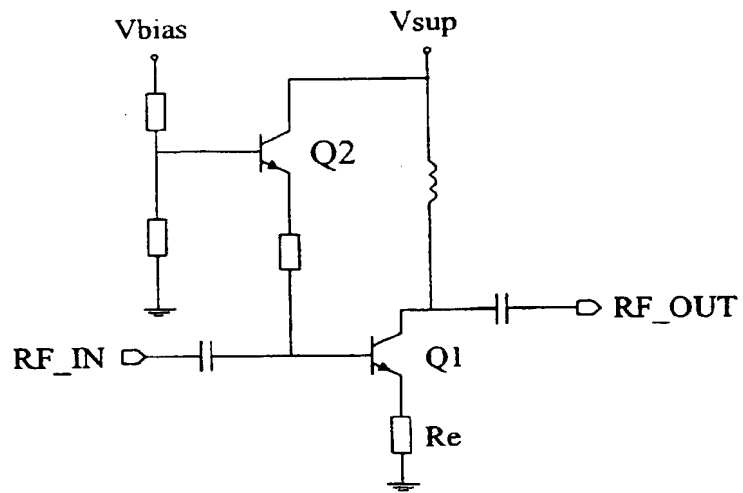 Vbias
Vsup
Q2
RF_OUT
RF_IN
Q1
Re